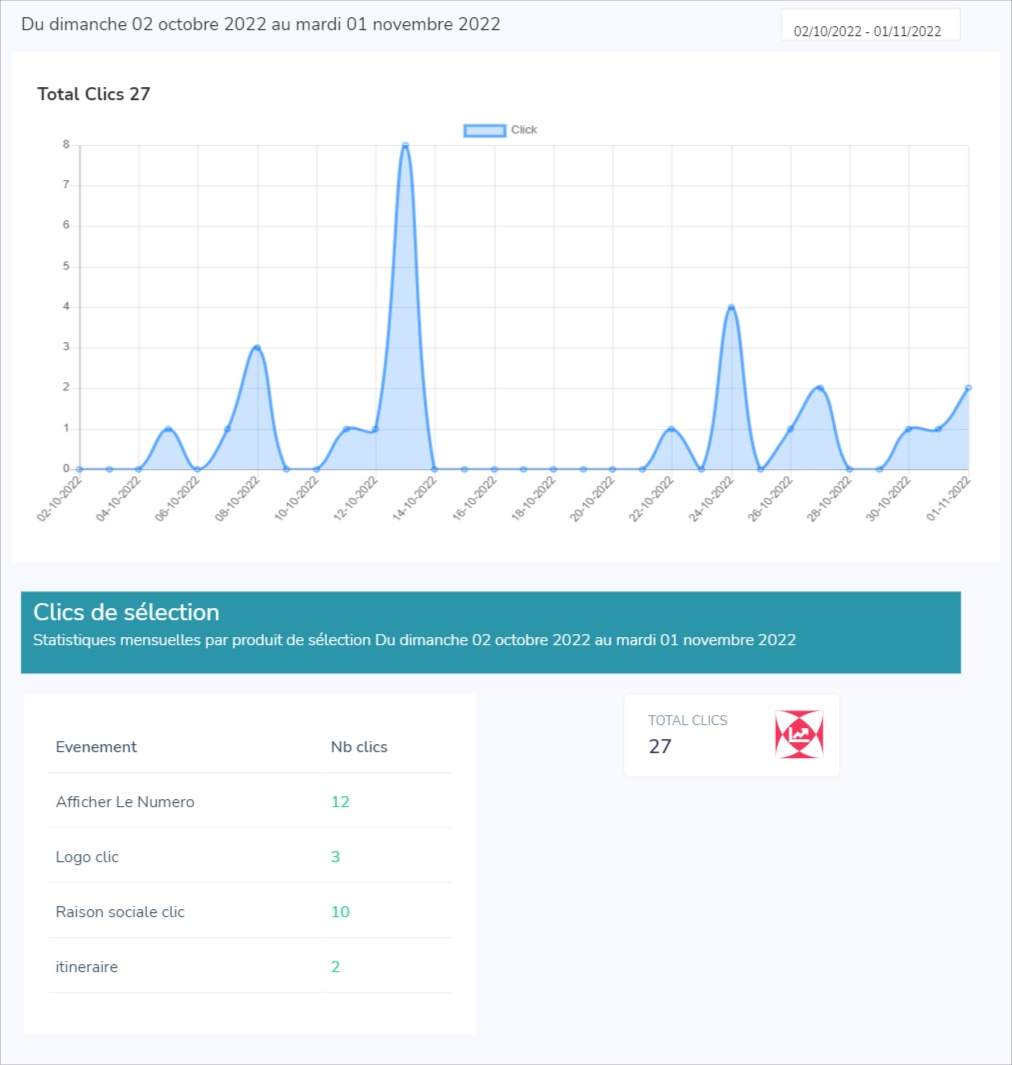 Du dimanche 02 octobre 2022 au mardi 01 novembre 2022
02/10/2022 - 01/11/2022
Total Clics 27
Click
8
7
6
5
4
3
2
1
0
02-10-2022
04-10-2022
06-10-2022
08-10-2022
10-10-2022
12-10-2022
14-10-2022
16-10-2022
18-10-2022
20-10-2022
22-10-2022
24-10-2022
26-10-2022
28-10-2022
30-10-2022
01-11-2022
Clics de sélection
Statistiques mensuelles par produit de sélection Du dimanche 02 octobre 2022 au mardi 01 novembre 2022
Evenement Nb clics
Afficher Le Numero 12
Logo clic 3
Raison sociale clic 10
itineraire 2
TOTAL CLICS
27